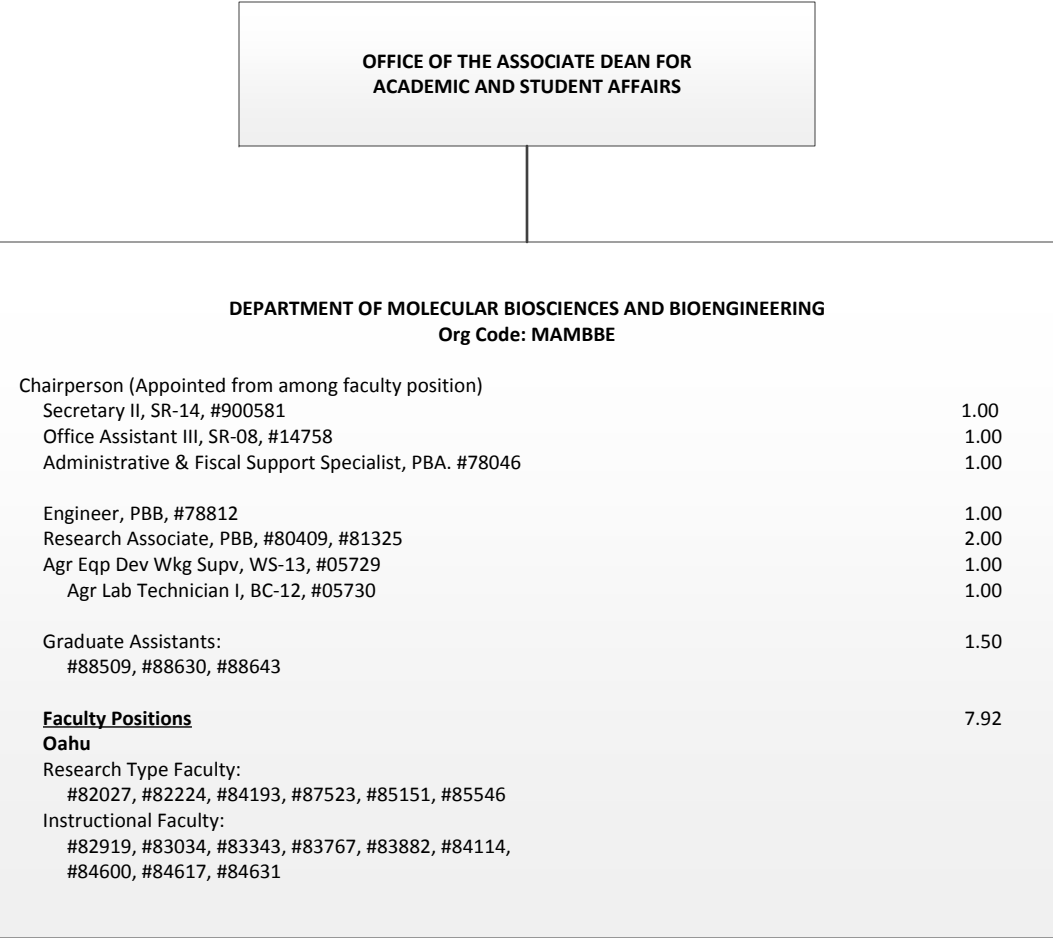 OFFICE OF THE ASSOCIATE DEAN FOR
ACADEMIC AND STUDENT AFFAIRS
DEPARTMENT OF MOLECULAR BIOSCIENCES AND BIOENGINEERING
Org Code: MAMBBE
Chairperson (Appointed from among faculty position)
Secretary II, SR-14, #900581 1.00
Office Assistant III, SR-08, #14758 1.00
Administrative & Fiscal Support Specialist, PBA. #78046 1.00
Engineer, PBB, #78812 1.00
Research Associate, PBB, #80409, #81325 2.00
Agr Eqp Dev Wkg Supv, WS-13, #05729 1.00
Agr Lab Technician I, BC-12, #05730 1.00
Graduate Assistants: 1.50
#88509, #88630, #88643
Faculty Positions 7.92
Oahu
Research Type Faculty:
#82027, #82224, #84193, #87523, #85151, #85546
Instructional Faculty:
#82919, #83034, #83343, #83767, #83882, #84114,
#84600, #84617, #84631